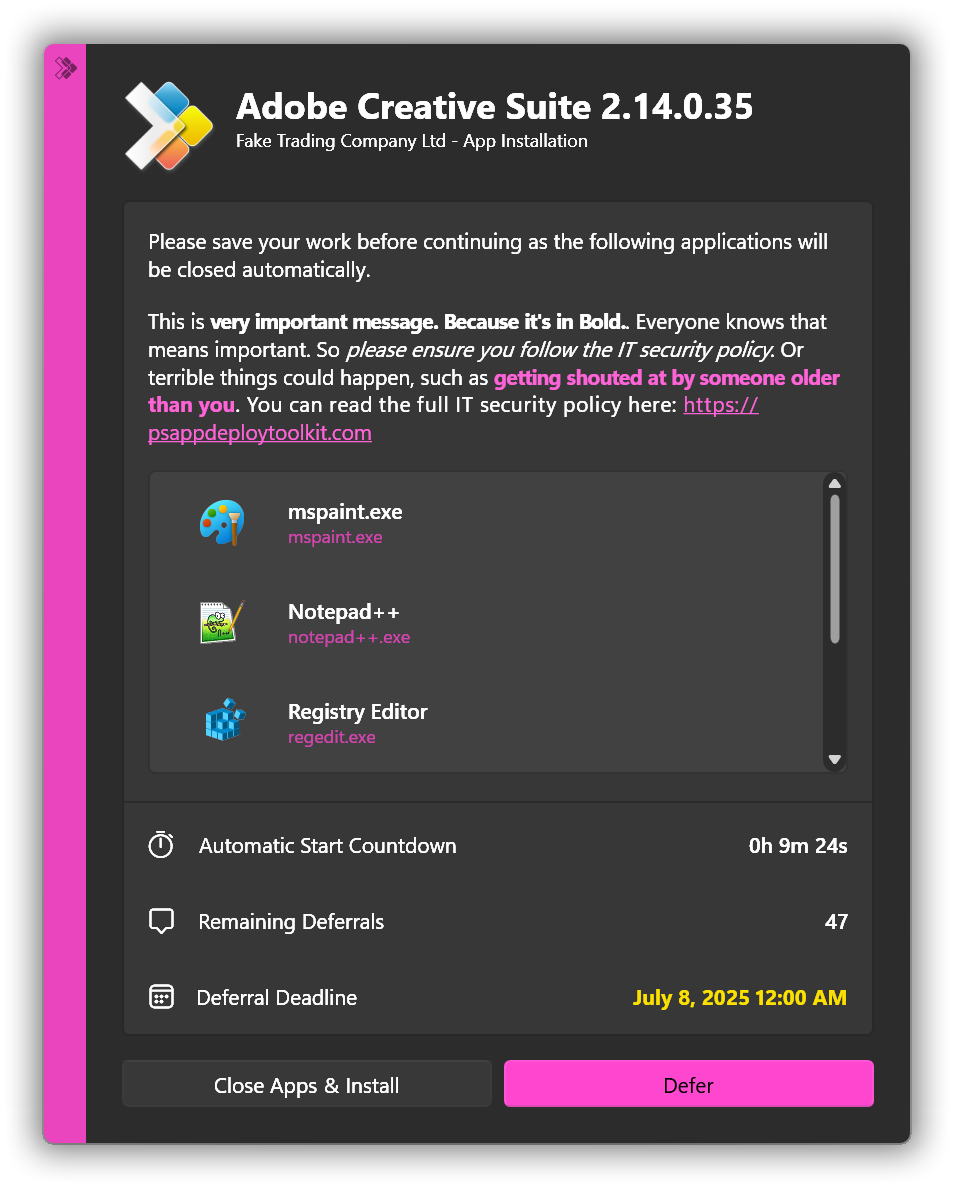 Adobe Creative Suite 2.14.0.35
Fake Trading Company Ltd - App Installation
Please save your work before continuing as the following applications will
be closed automatically.
This is very important message. Because it's in Bold.. Everyone knows that
means important. So please ensure you follow the IT security policy. Or
terrible things could happen, such as getting shouted at by someone older
than you. You can read the full IT security policy here: https://
psappdeploytoolkit.com
mspaint.exe
mspaint.exe
Notepad++
notepad++.exe
Registry Editor
regedit.exe
Automatic Start Countdown 0h 9m 24s
Remaining Deferrals 47
Deferral Deadline July 8, 2025 12:00 AM
Close Apps & Install Defer